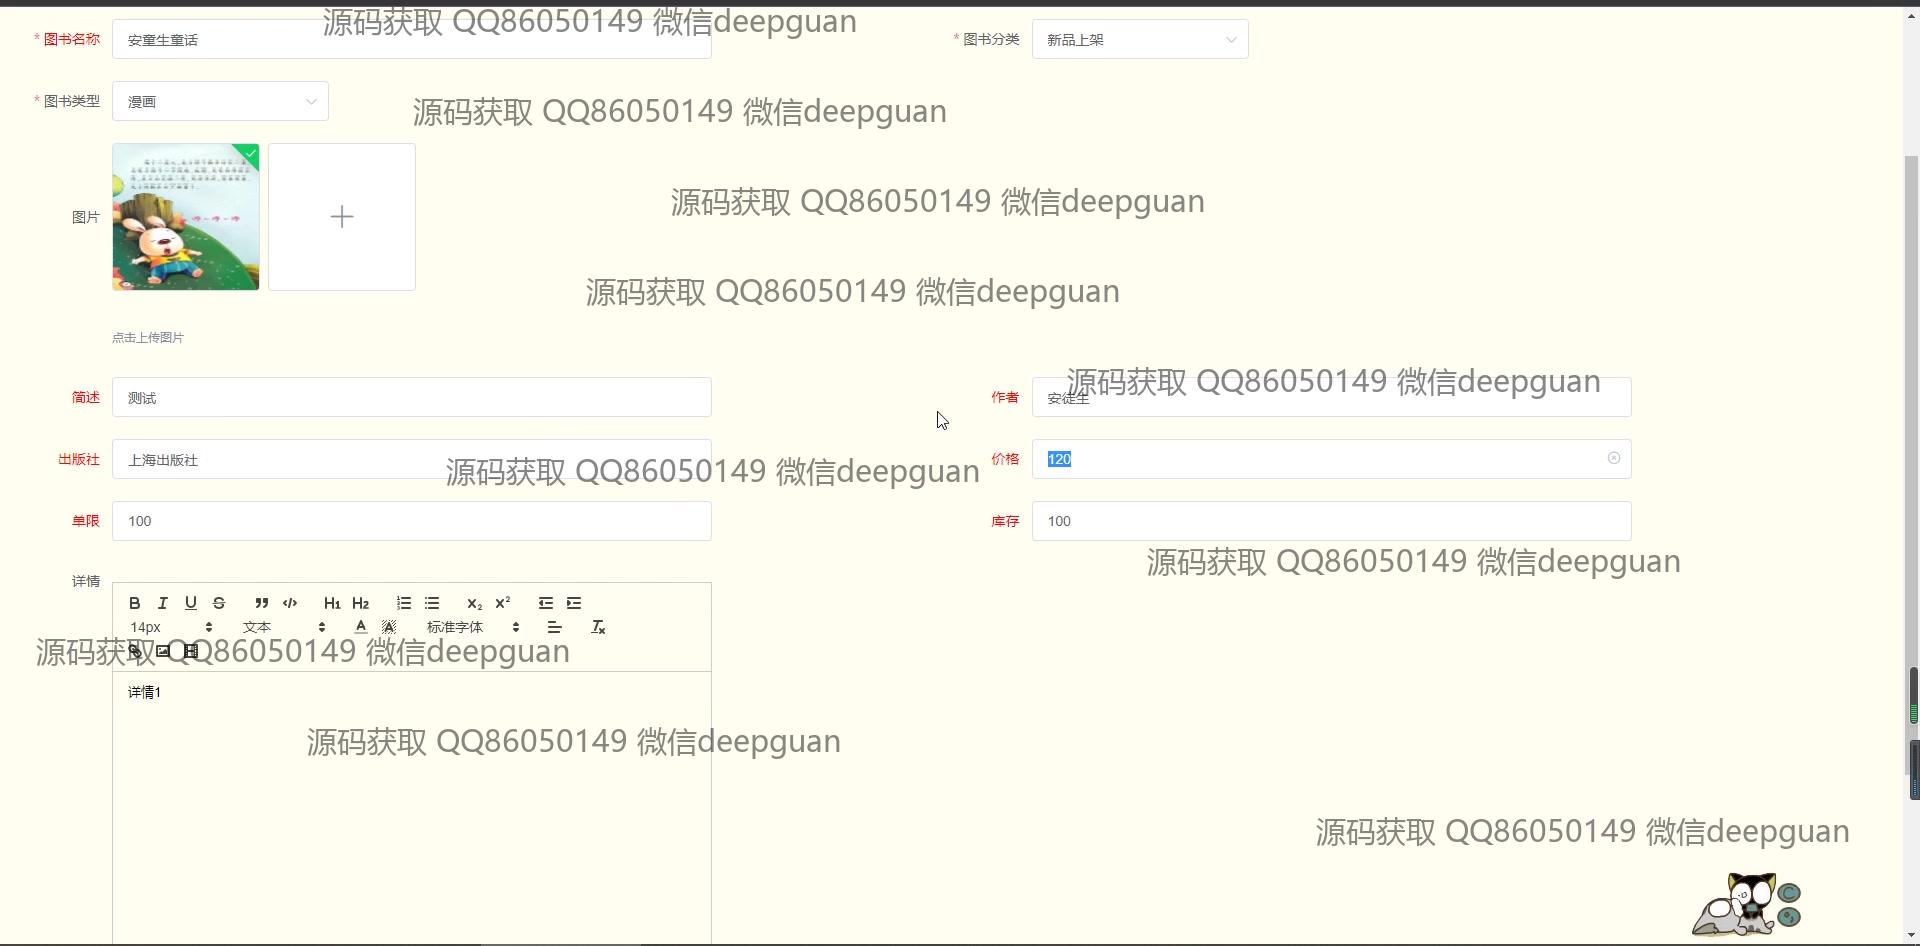 源码获取 QQ86050149 微信deepguan
* 图书名称 安童生童话 * 图书分类 新品上架
* 图书类型 漫画
源码获取 QQ86050149 微信deepguan
源码获取 QQ86050149 微信deepguan
图片
源码获取 QQ86050149 微信deepguan
点击上传图片
源码获取 QQ86050149 微信deepguan
简述 测试 作者 安徒生
出版社 上海出版社 价格 120
源码获取 QQ86050149 微信deepguan
单限 100 库存 100
源码获取 QQ86050149 微信deepguan
详情
B I U S H1 H2 x2 x2
14px 文本 A A 标准字体 Tx
源码获取 QQ86050149 微信deepguan
详情1
源码获取 QQ86050149 微信deepguan
源码获取 QQ86050149 微信deepguan